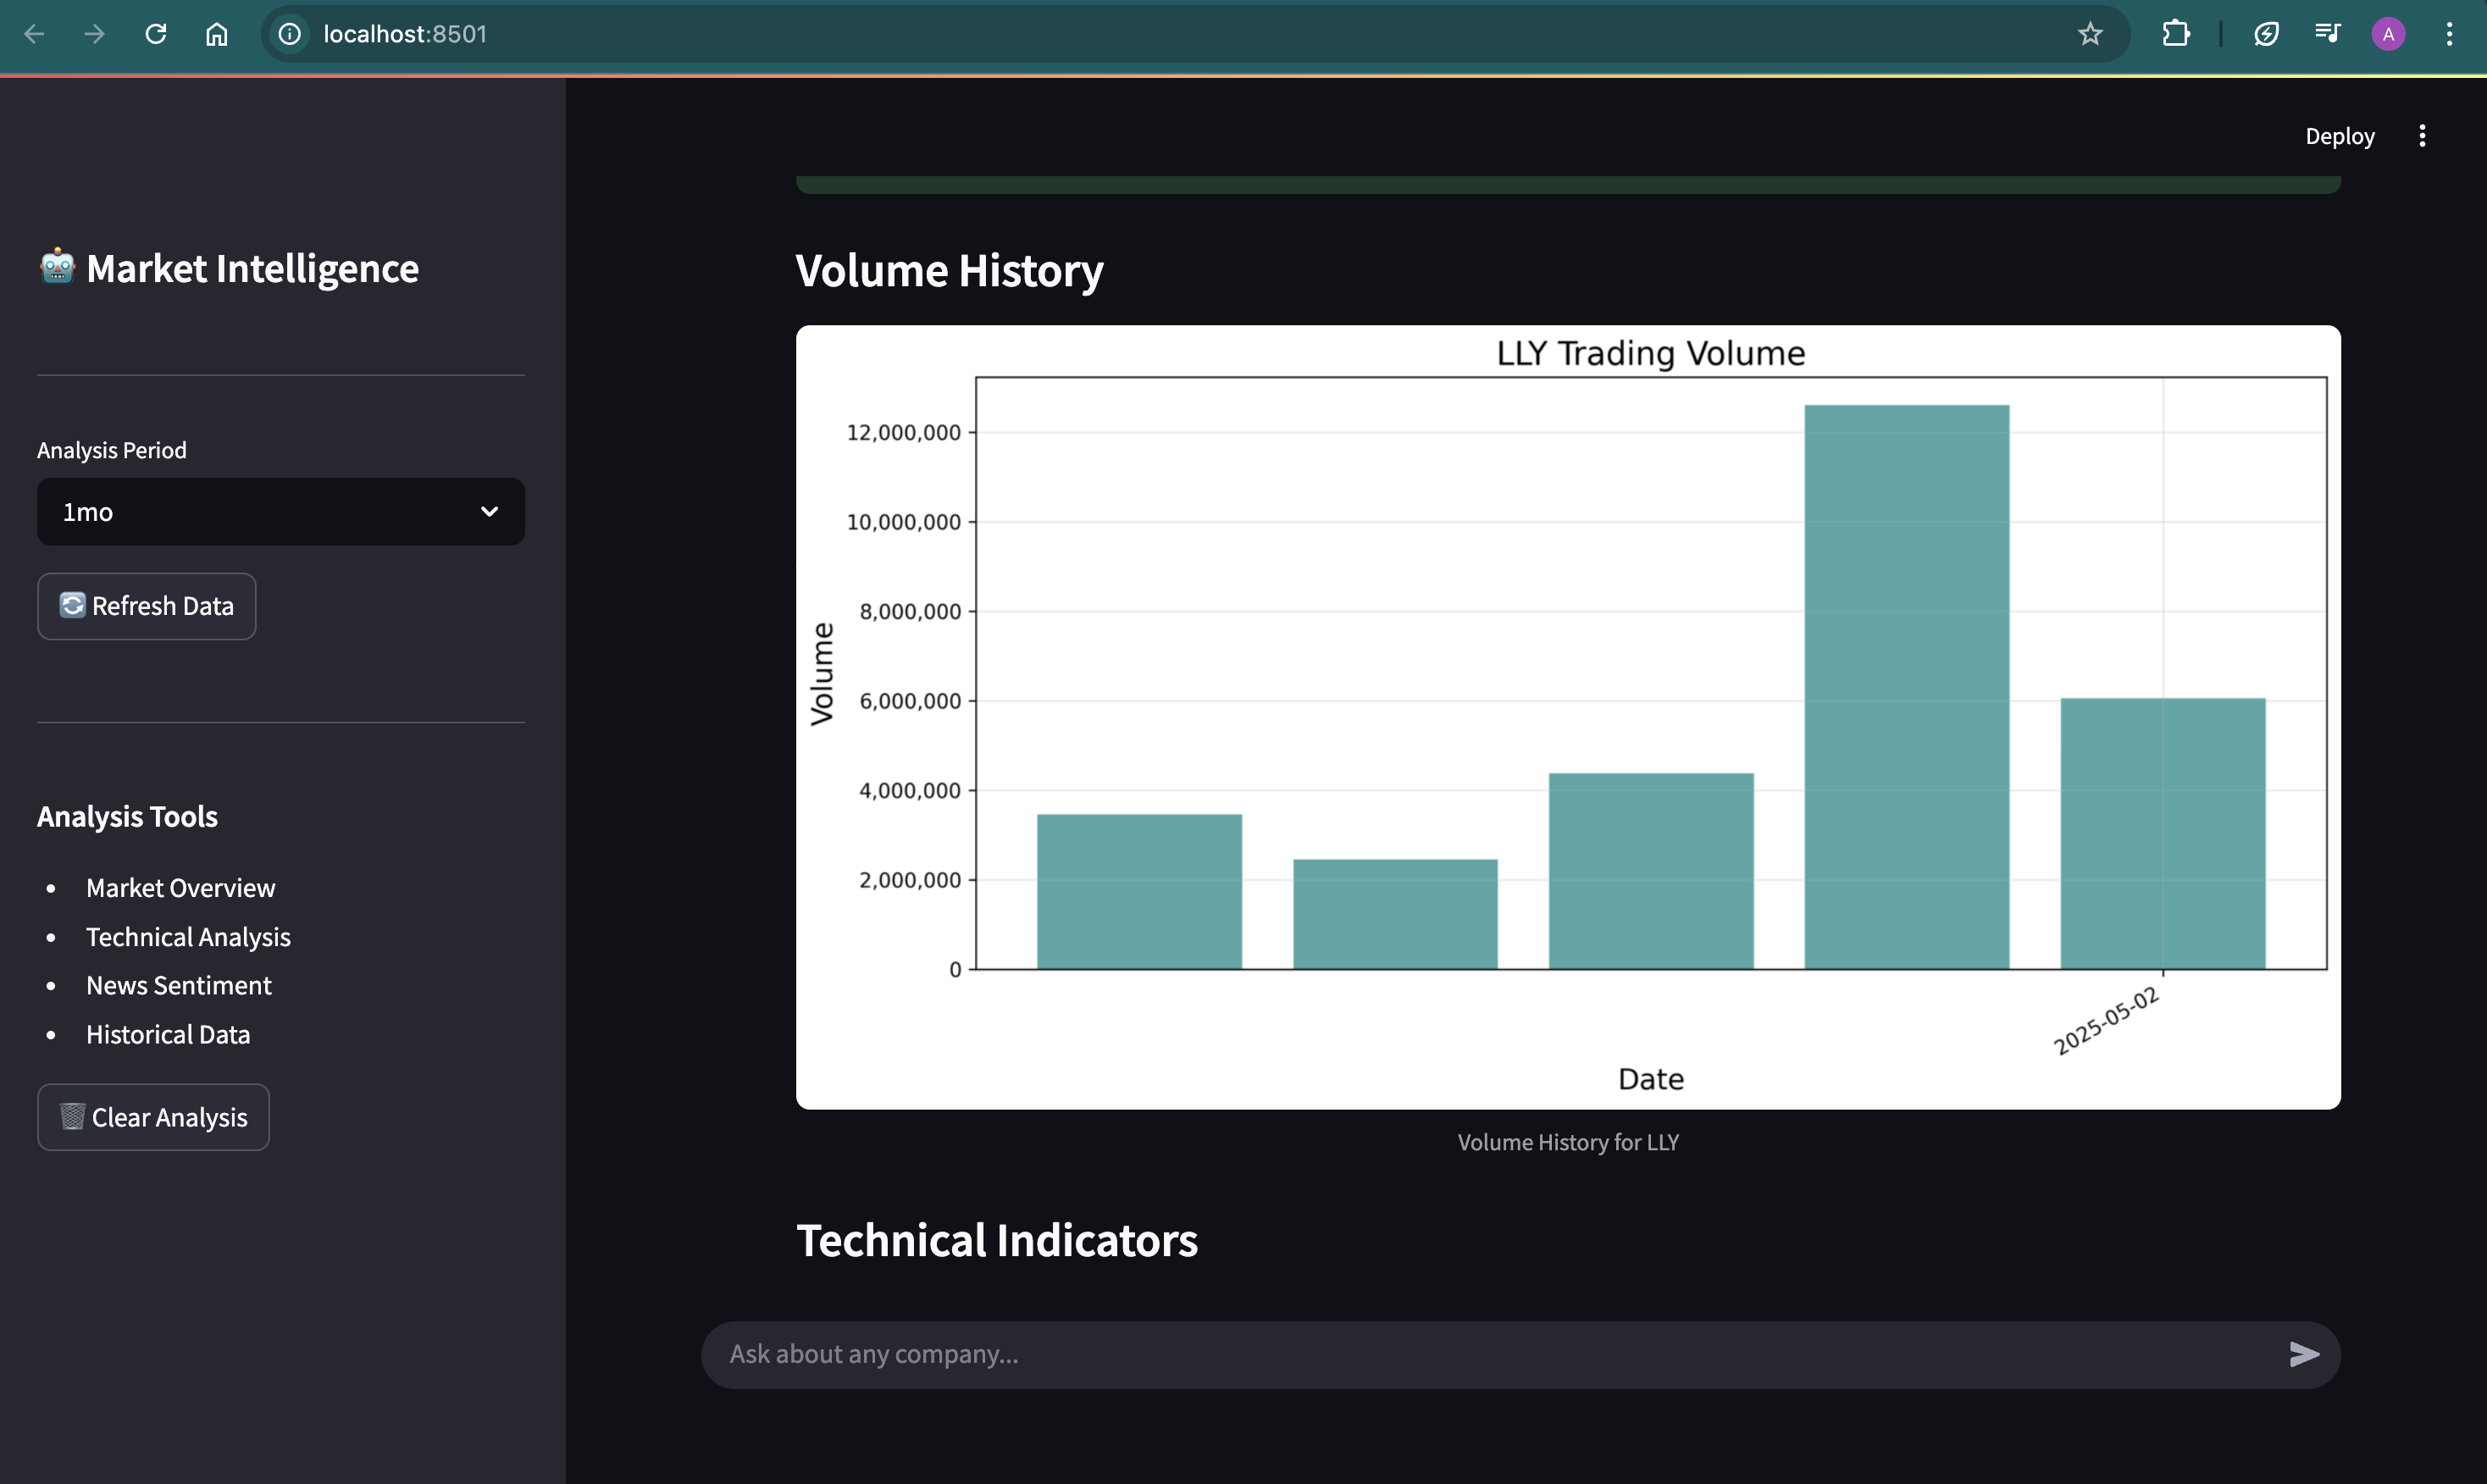 localhost:8501
A
Deploy
Market Intelligence
Analysis Period
1mo
Refresh Data
Analysis Tools
Market Overview
Technical Analysis
News Sentiment
Historical Data
Clear Analysis
Volume History
LLY Trading Volume
12,000,000
10,000,000
8,000,000
6,000,000
4,000,000
2,000,000
0
Volume
2025-05-02
Date
Volume History for LLY
Technical Indicators
Ask about any company...